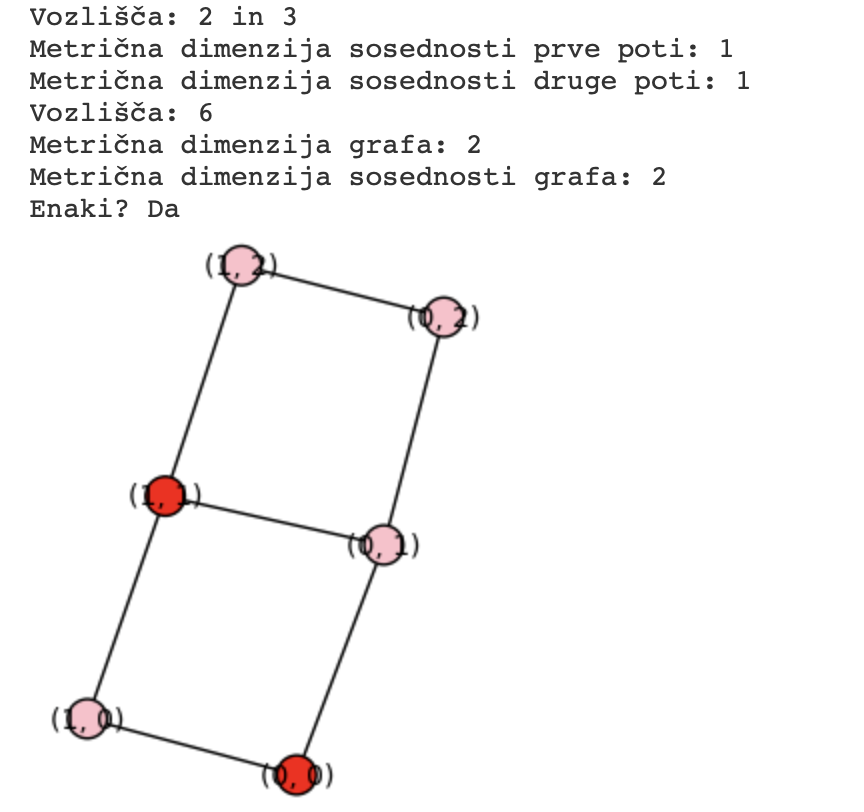 Vozlišča: 2 in 3
Metrična dimenzija sosednosti prve poti: 1
Metrična dimenzija sosednosti druge poti: 1
Vozlišča: 6
Metrična dimenzija grafa: 2
Metrična dimenzija sosednosti grafa: 2
Enaki? Da
(1, 2)
(0, 2)
(1, 1)
(0, 1)
(1, 0)
(0, 0)